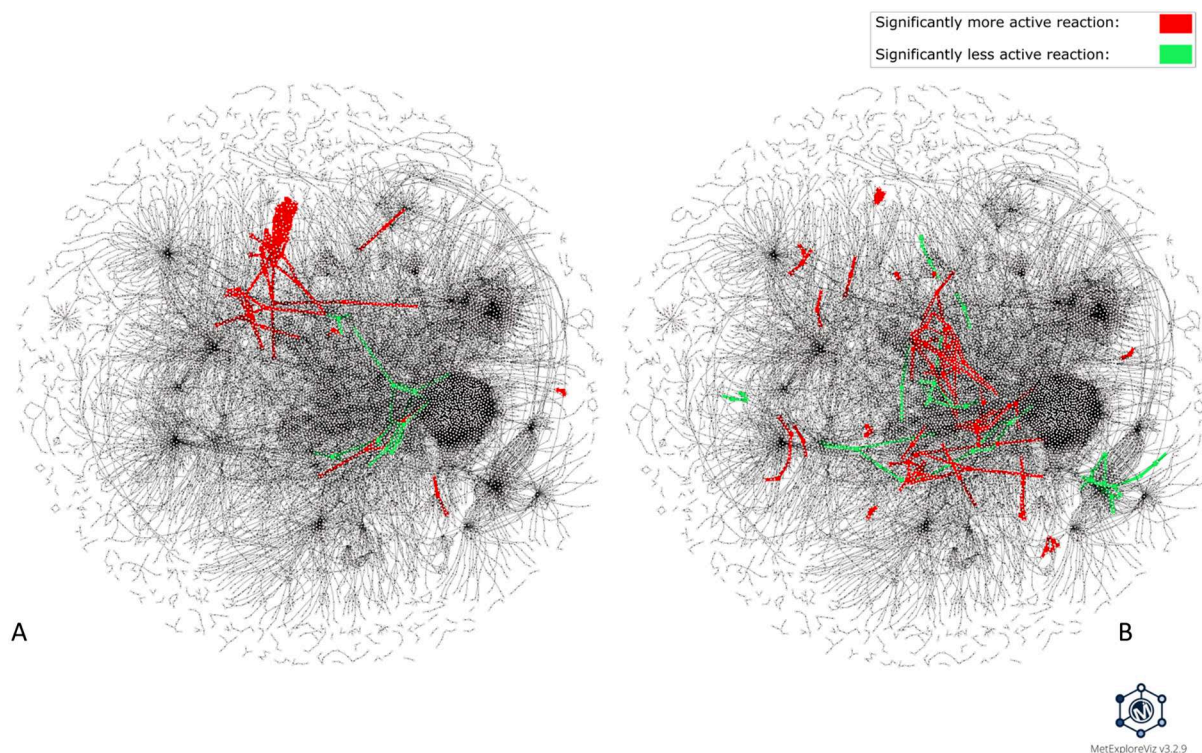 Significantly more active reaction:
Significantly less active reaction:
A
B
MetExploreViz v3.2.9